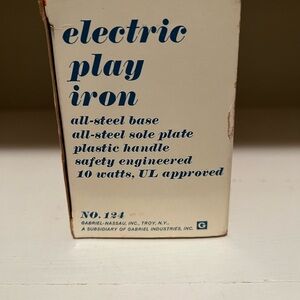 electric
play
iron
all-steel base
all-steel sole plate
plastic handle
safety engineered
10 watts, UL approved
NO. 124
GABRIEL-NASSAU, INC., TROY, N.Y.,
A SUBSIDIARY OF GABRIEL INDUSTRIES, INC.
G